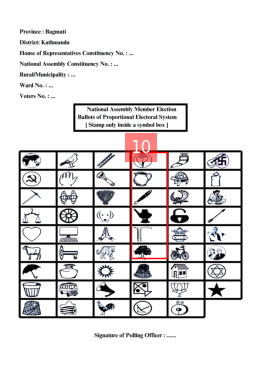 Province : Bagmati
District: Kathmandu
House of Representatives Constituency No. : ...
National Assembly Constituency No. : ...
Rural/Municipality : ...
Ward No. : ...
Voters No. : ...
National Assembly Member Election
Ballots of Proportional Electoral System
[ Stamp only inside a symbol box ]
10
Signature of Polling Officer : ......